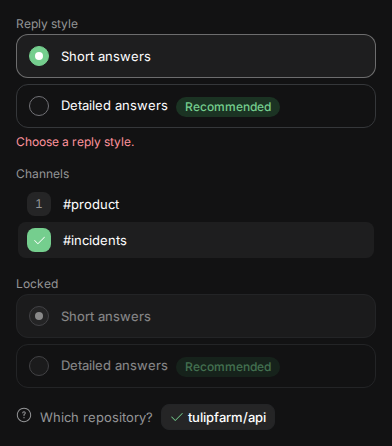 Reply style
Short answers
Detailed answers Recommended
Choose a reply style.
Channels
1 #product
#incidents
Locked
Short answers
Detailed answers Recommended
Which repository? tulipfarm/api